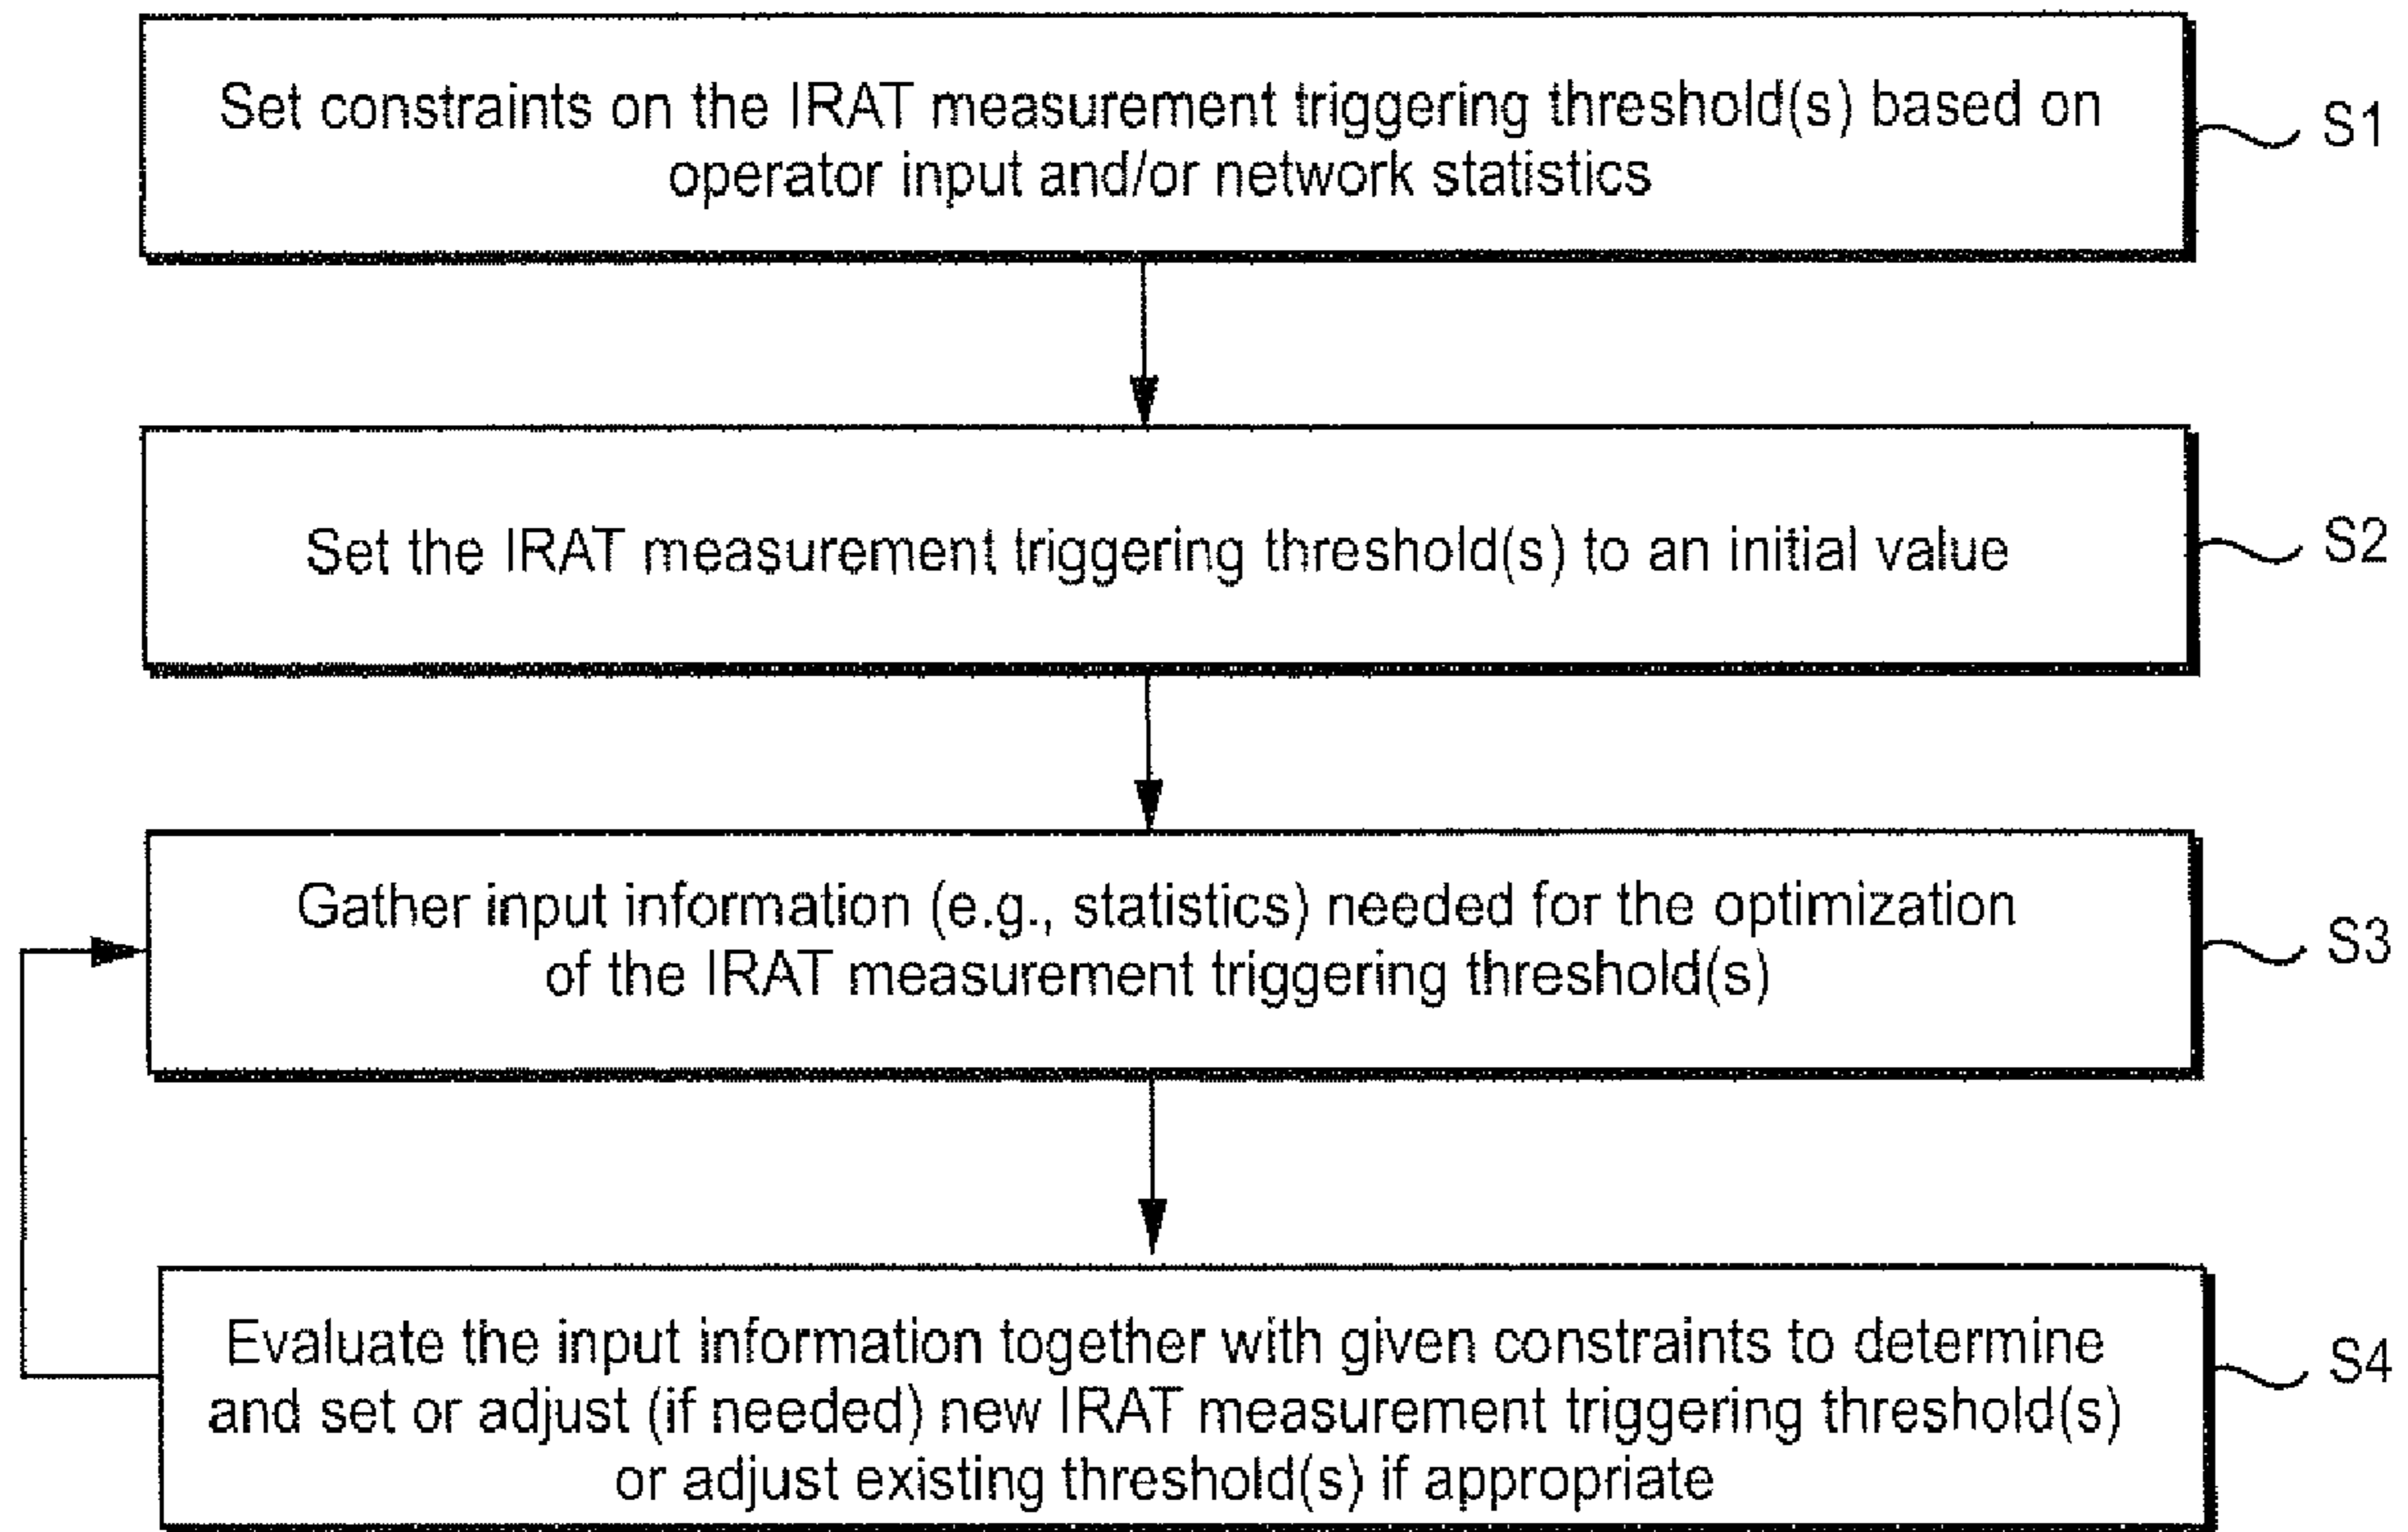 Set constraints on the IRAT measurement triggering threshold(s) based on
operator input and/or network statistics
S1
Set the IRAT measurement triggering threshold(s) to an initial value
S2
Gather input information (e.g., statistics) needed for the optimization
of the IRAT measurement triggering threshold(s)
S3
Evaluate the input information together with given constraints to determine
and set or adjust (if needed) new IRAT measurement triggering threshold(s)
or adjust existing threshold(s) if appropriate
S4